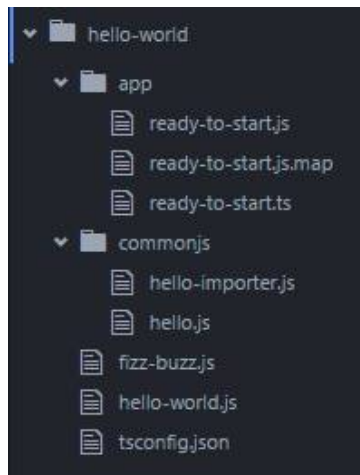 hello-world
app
ready-to-start.js
ready-to-start.js.map
ready-to-start.ts
commonjs
hello-importer.js
hello.js
fizz-buzz.js
hello-world.js
tsconfig.json